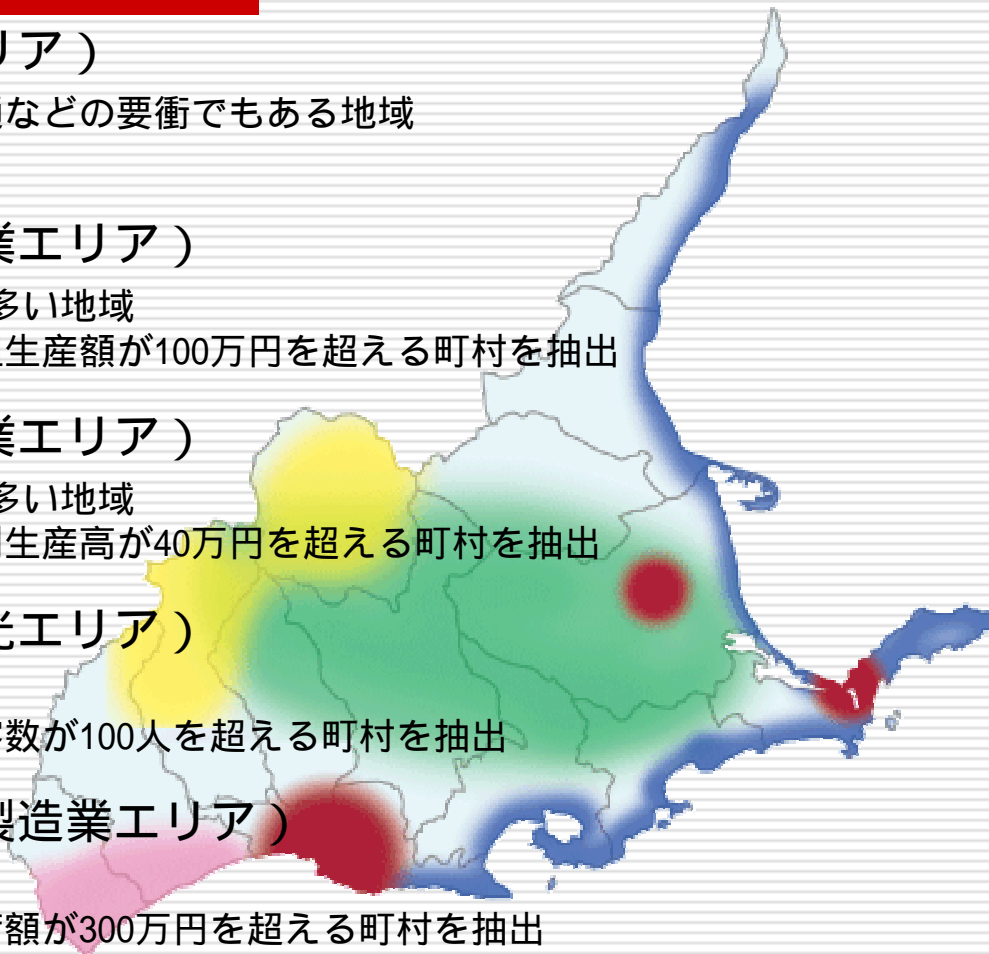 リア）
などの要衝でもある地域
業エリア）
多い地域
生産額が100万円を超える町村を抽出
業エリア）
多い地域
生産高が40万円を超える町村を抽出
光エリア）
客数が100人を超える町村を抽出
製造業エリア）
額が300万円を超える町村を抽出